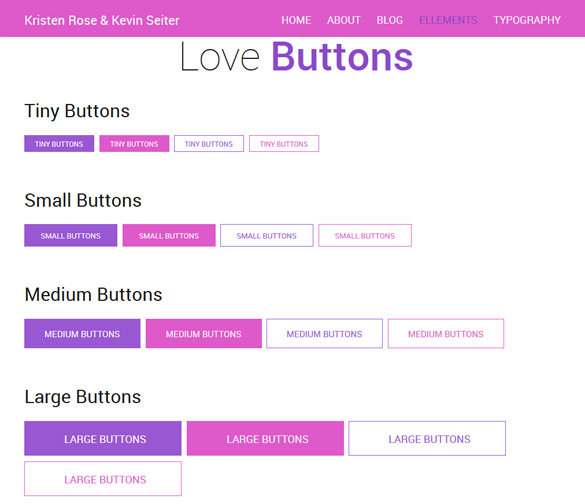 Kristen Rose & Kevin Seiter HOME ABOUT BLOG ELLEMENTS TYPOGRAPHY
Love Buttons
Tiny Buttons
TINY BUTTONS TINY BUTTONS TINY BUTTONS TINY BUTTONS
Small Buttons
SMALL BUTTONS SMALL BUTTONS SMALL BUTTONS SMALL BUTTONS
Medium Buttons
MEDIUM BUTTONS MEDIUM BUTTONS MEDIUM BUTTONS MEDIUM BUTTONS
Large Buttons
LARGE BUTTONS LARGE BUTTONS LARGE BUTTONS
LARGE BUTTONS